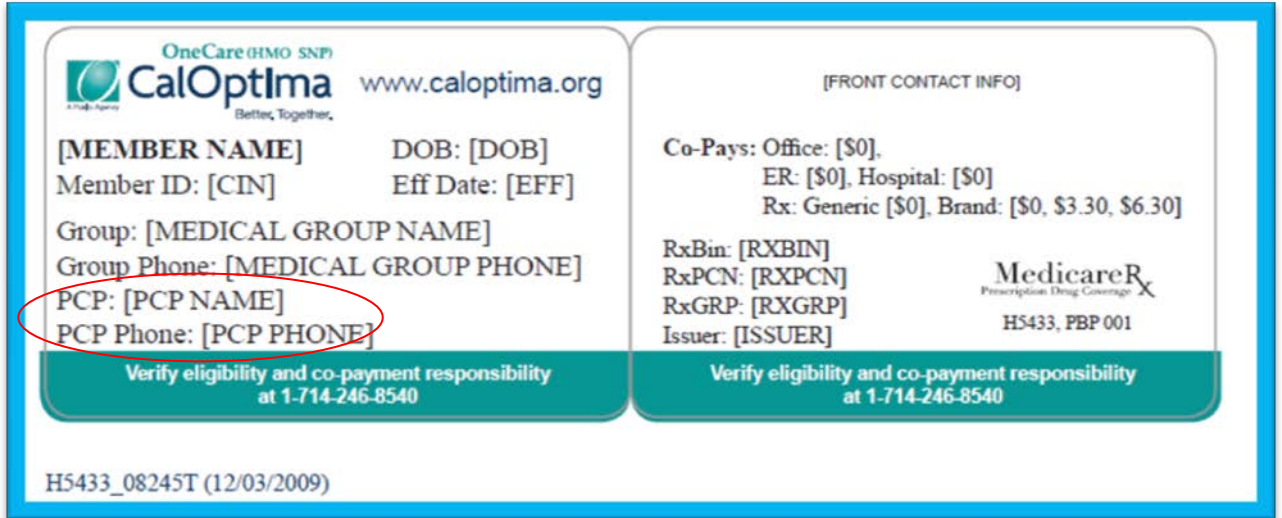 OneCare (HMO SNP)
CalOptima
A Public Agency
Better. Together.
www.caloptima.org
[MEMBER NAME] DOB: [DOB]
Member ID: [CIN] Eff Date: [EFF]
Group: [MEDICAL GROUP NAME]
Group Phone: [MEDICAL GROUP PHONE]
PCP: [PCP NAME]
PCP Phone: [PCP PHONE]
Verify eligibility and co-payment responsibility
at 1-714-246-8540
[FRONT CONTACT INFO]
Co-Pays: Office: [$0],
ER: [$0], Hospital: [$0]
Rx: Generic [$0], Brand: [$0, $3.30, $6.30]
RxBin: [RXBIN]
RxPCN: [RXPCN]
RxGRP: [RXGRP]
Issuer: [ISSUER]
MedicareRx
Prescription Drug Coverage
H5433, PBP 001
Verify eligibility and co-payment responsibility
at 1-714-246-8540
H5433_08245T (12/03/2009)